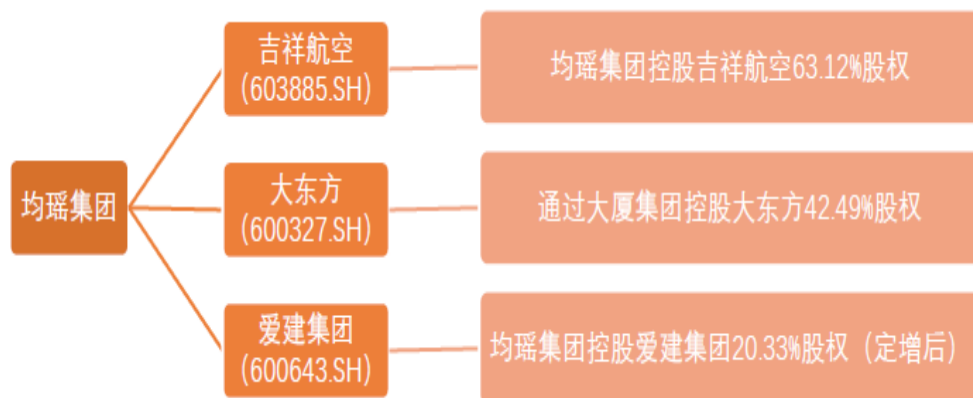 吉祥航空
(603885.SH)
均瑶集团控股吉祥航空63.12%股权
均瑶集团
大东方
(600327.SH)
通过大厦集团控股大东方42.49%股权
爱建集团
(600643.SH)
均瑶集团控股爱建集团20.33%股权（定增后）